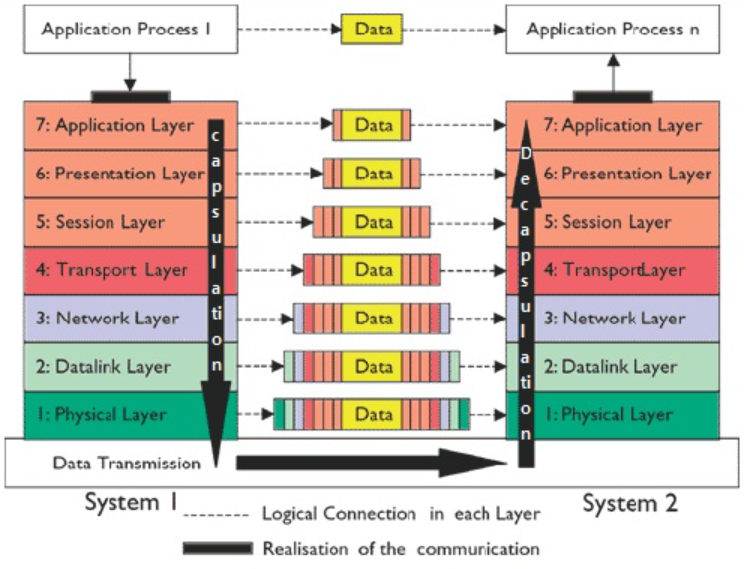 Application Process 1
Data
Application Process n
7: Application Layer
Data
7: Application Layer
6: Presentation Layer
Data
6: Presentation Layer
5: Session Layer
Data
5: Session Layer
4: Transport Layer
Data
4: TransportLayer
3: Network Layer
Data
3: Network Layer
2: Datalink Layer
Data
2: Datalink Layer
1: Physical Layer
Data
1: Physical Layer
capsulation
Decapsulation
Data Transmission
System 1
System 2
Logical Connection in each Layer
Realisation of the communication